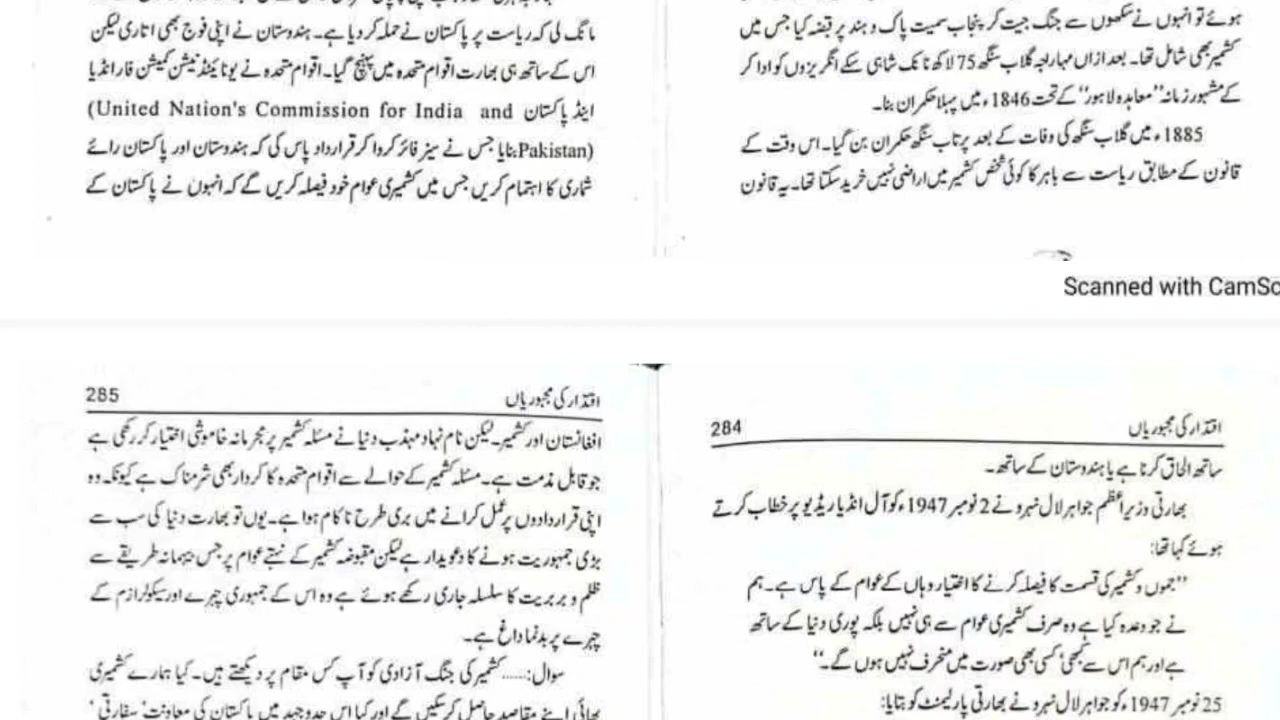 ہوئے تو انہوں نے سکھوں سے جنگ جیت کر پنجاب سمیت پاک و ہند پر قبضہ کیا جس میں
کشمیر بھی شامل تھا۔ بعد ازاں مہاراجہ گلاب سنگھ 75 لاکھ نانک شاہی سکے انگریزوں کو ادا کر
کے مشہور زمانہ "معاہدہ لاہور" کے تحت 1846ء میں پہلا حکمران بنا۔
1885ء میں گلاب سنگھ کی وفات کے بعد پرتاب سنگھ حکمران بن گیا۔ اس وقت کے
قانون کے مطابق ریاست سے باہر کا کوئی شخص کشمیر میں اراضی نہیں خرید سکتا تھا۔ یہ قانون
مانگ لی کہ ریاست پر پاکستان نے حملہ کر دیا ہے۔ ہندوستان نے اپنی فوج بھی اتاری لیکن
اس کے ساتھ ہی بھارت اقوام متحدہ میں پہنچ گیا۔ اقوام متحدہ نے یونائیٹڈ نیشن کمیشن فار انڈیا
اینڈ پاکستان (United Nation's Commission for India and
Pakistan) بنایا جس نے سیز فائر کروا کر قرارداد پاس کی کہ ہندوستان اور پاکستان رائے
شماری کا اہتمام کریں جس میں کشمیری عوام خود فیصلہ کریں گے کہ انہوں نے پاکستان کے
Scanned with CamSc
284 اقتدار کی مجبوریاں
ساتھ الحاق کرنا ہے یا ہندوستان کے ساتھ۔
بھارتی وزیر اعظم جواہر لال نہرو نے 2 نومبر 1947ء کو آل انڈیا ریڈیو پر خطاب کرتے
ہوئے کہا تھا:
"جموں و کشمیر کی قسمت کا فیصلہ کرنے کا اختیار وہاں کے عوام کے پاس ہے۔ ہم
نے جو وعدہ کیا ہے وہ صرف کشمیری عوام سے ہی نہیں بلکہ پوری دنیا کے ساتھ
ہے اور ہم اس سے کبھی' کسی بھی صورت میں منحرف نہیں ہوں گے۔"
25 نومبر 1947ء کو جواہر لال نہرو نے بھارتی پارلیمنٹ کو بتایا:
285 اقتدار کی مجبوریاں
افغانستان اور کشمیر۔ لیکن نام نہاد مہذب دنیا نے مسئلہ کشمیر پر مجرمانہ خاموشی اختیار کر رکھی ہے
جو قابل مذمت ہے۔ مسئلہ کشمیر کے حوالے سے اقوام متحدہ کا کردار بھی شرمناک ہے کیونکہ وہ
اپنی قراردادوں پر عمل کرانے میں بری طرح ناکام ہوا ہے۔ یوں تو بھارت دنیا کی سب سے
بڑی جمہوریت ہونے کا دعویدار ہے لیکن مقبوضہ کشمیر کے نہتے عوام پر جس بہیمانہ طریقے سے
ظلم و بربریت کا سلسلہ جاری رکھے ہوئے ہے وہ اس کے جمہوری چہرے اور سیکولرازم کے
چہرے پر بدنما داغ ہے۔
سوال:..... کشمیر کی جنگ آزادی کو آپ کس مقام پر دیکھتے ہیں۔ کیا ہمارے کشمیری
بھائی اپنے مقاصد حاصل کر سکیں گے اور کیا اس جدوجہد میں پاکستان کی معاونت' سفارتی'